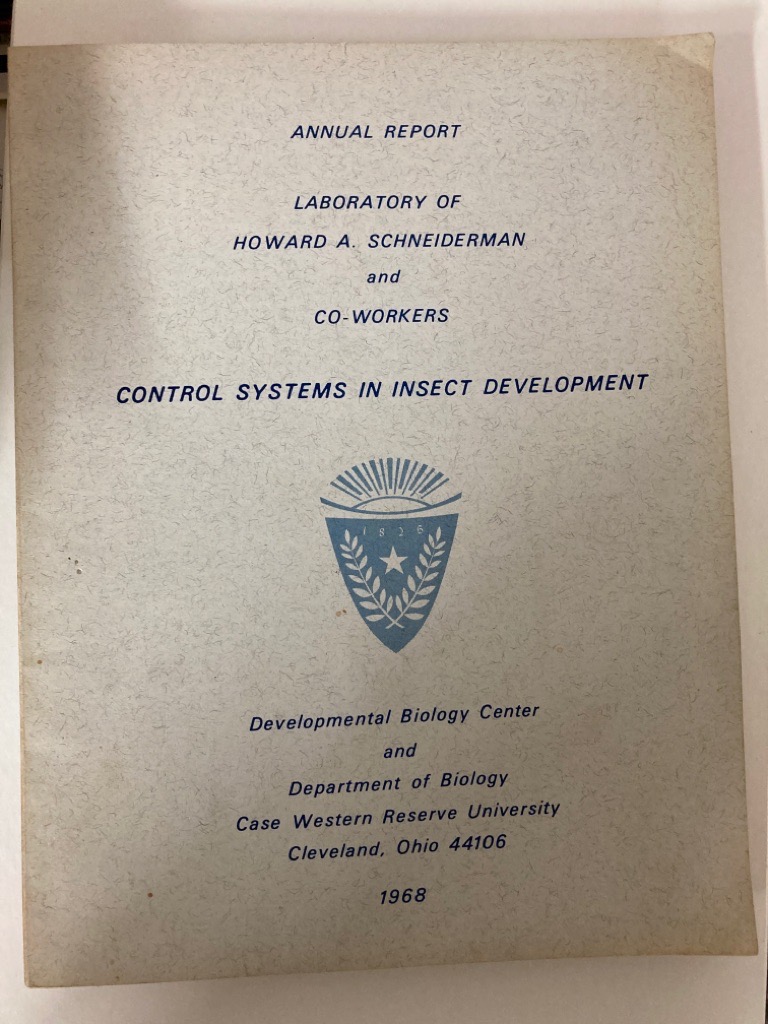 ANNUAL REPORT
LABORATORY OF
HOWARD A. SCHNEIDERMAN
and
CO-WORKERS
CONTROL SYSTEMS IN INSECT DEVELOPMENT
1826
Developmental Biology Center
and
Department of Biology
Case Western Reserve University
Cleveland, Ohio 44106
1968